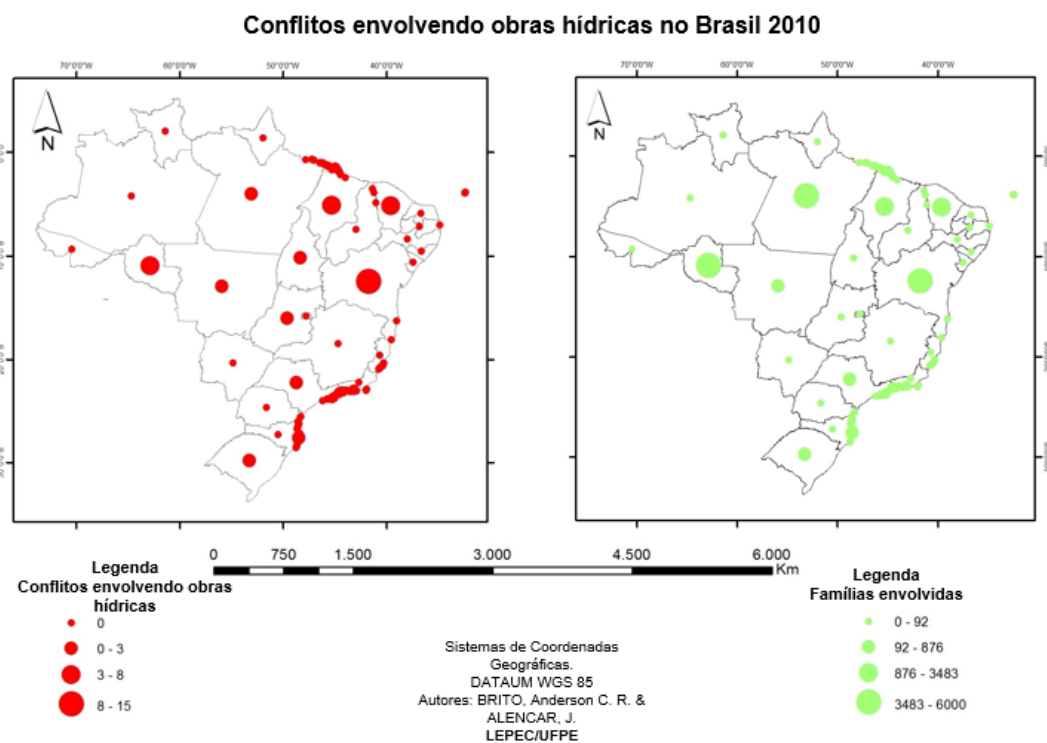 Conflitos envolvendo obras hídricas no Brasil 2010
70°0'0"W 60°0'0"W 50°0'0"W 40°0'0"W
70°0'0"W 60°0'0"W 50°0'0"W 40°0'0"W
N
N
0 750 1.500 3.000 4.500 6.000
Km
Legenda
Conflitos envolvendo obras
hídricas
0
0 - 3
3 - 8
8 - 15
Sistemas de Coordenadas
Geográficas.
DATAUM WGS 85
Autores: BRITO, Anderson C. R. &
ALENCAR, J.
LEPEC/UFPE
Legenda
Famílias envolvidas
0 - 92
92 - 876
876 - 3483
3483 - 6000